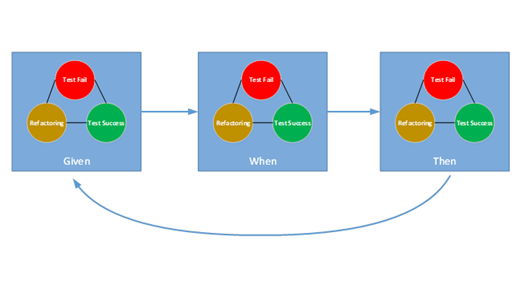 Test Fail
Refactoring
Test Success
Given
Test Fail
Refactoring
Test Success
When
Test Fail
Refactoring
Test Success
Then